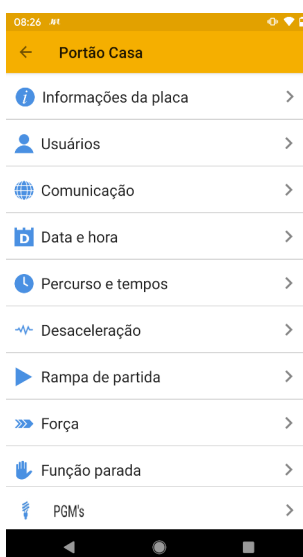 08:26
Portão Casa
Informações da placa
Usuários
Comunicação
D Data e hora
Percurso e tempos
Desaceleração
Rampa de partida
Força
Função parada
PGM's